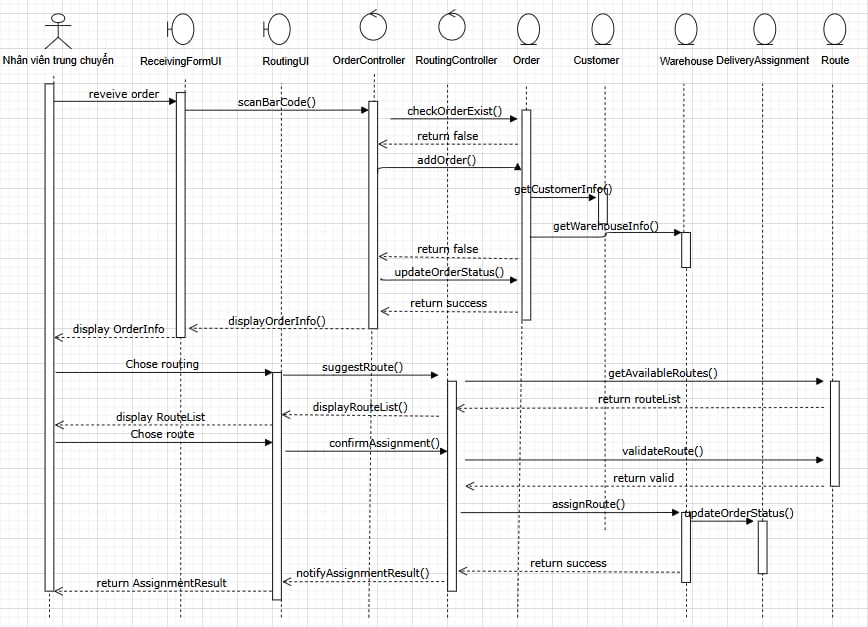 Nhân viên trung chuyển
ReceivingFormUI
RoutingUI
OrderController
RoutingController
Order
Customer
Warehouse
DeliveryAssignment
Route
reveive order
scanBarCode()
checkOrderExist()
return false
addOrder()
getCustomerInfo()
getWarehouseInfo()
return false
updateOrderStatus()
return success
displayOrderInfo()
display OrderInfo
Chose routing
suggestRoute()
getAvailableRoutes()
return routeList
displayRouteList()
display RouteList
Chose route
confirmAssignment()
validateRoute()
return valid
assignRoute()
updateOrderStatus()
return success
notifyAssignmentResult()
return AssignmentResult